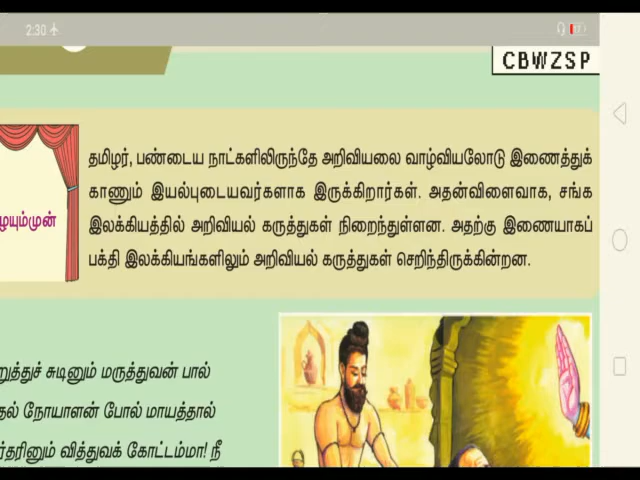 2:30
CBWZSP
தமிழர், பண்டைய நாட்களிலிருந்தே அறிவியலை வாழ்வியலோடு இணைத்துக்
காணும் இயல்புடையவர்களாக இருக்கிறார்கள். அதன்விளைவாக, சங்க
இலக்கியத்தில் அறிவியல் கருத்துகள் நிறைந்துள்ளன. அதற்கு இணையாகப்
பக்தி இலக்கியங்களிலும் அறிவியல் கருத்துகள் செறிந்திருக்கின்றன.
சுடினும் மருத்துவன் பால்
நோயாளன் போல் மாயத்தால்
வித்துவக் கோட்டம்மா! நீ